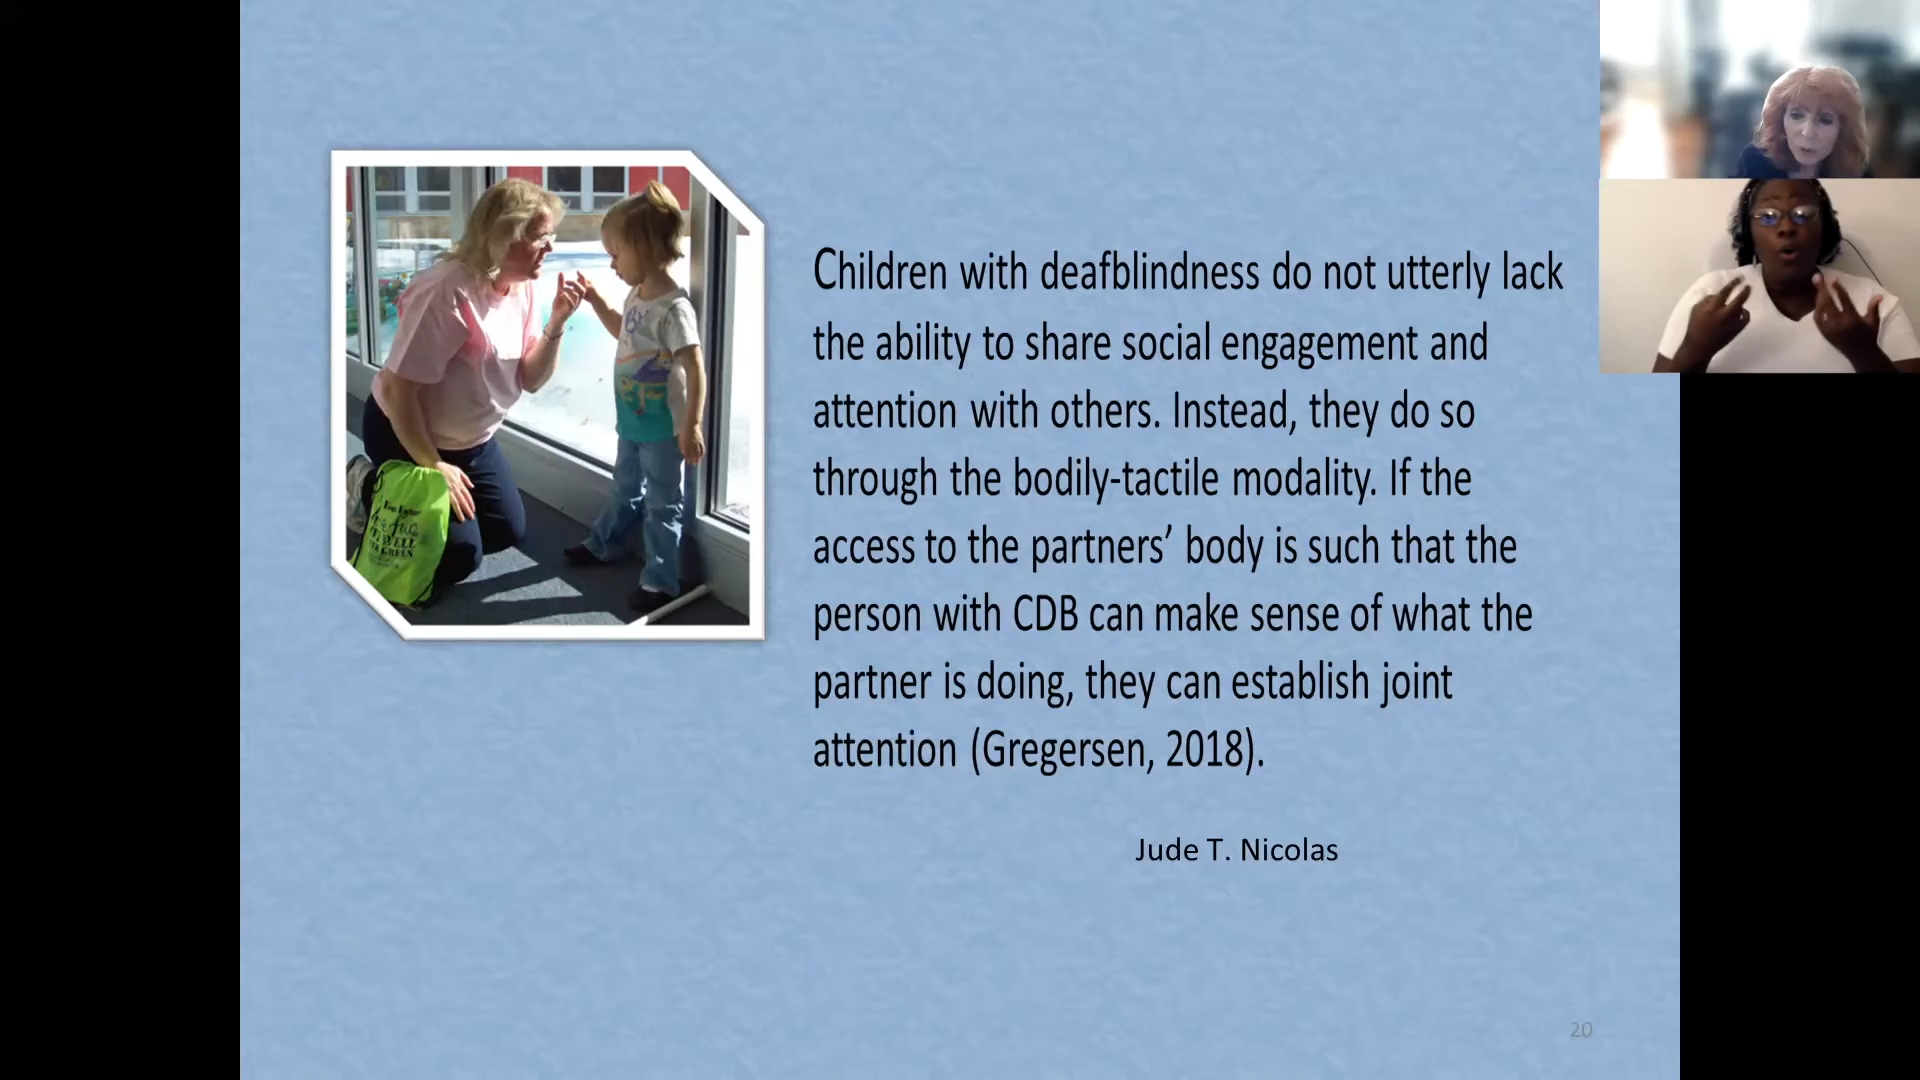 Children with deafblindness do not utterly lack
the ability to share social engagement and
attention with others. Instead, they do so
through the bodily-tactile modality. If the
access to the partners’ body is such that the
person with CDB can make sense of what the
partner is doing, they can establish joint
attention (Gregersen, 2018).
Jude T. Nicolas
20